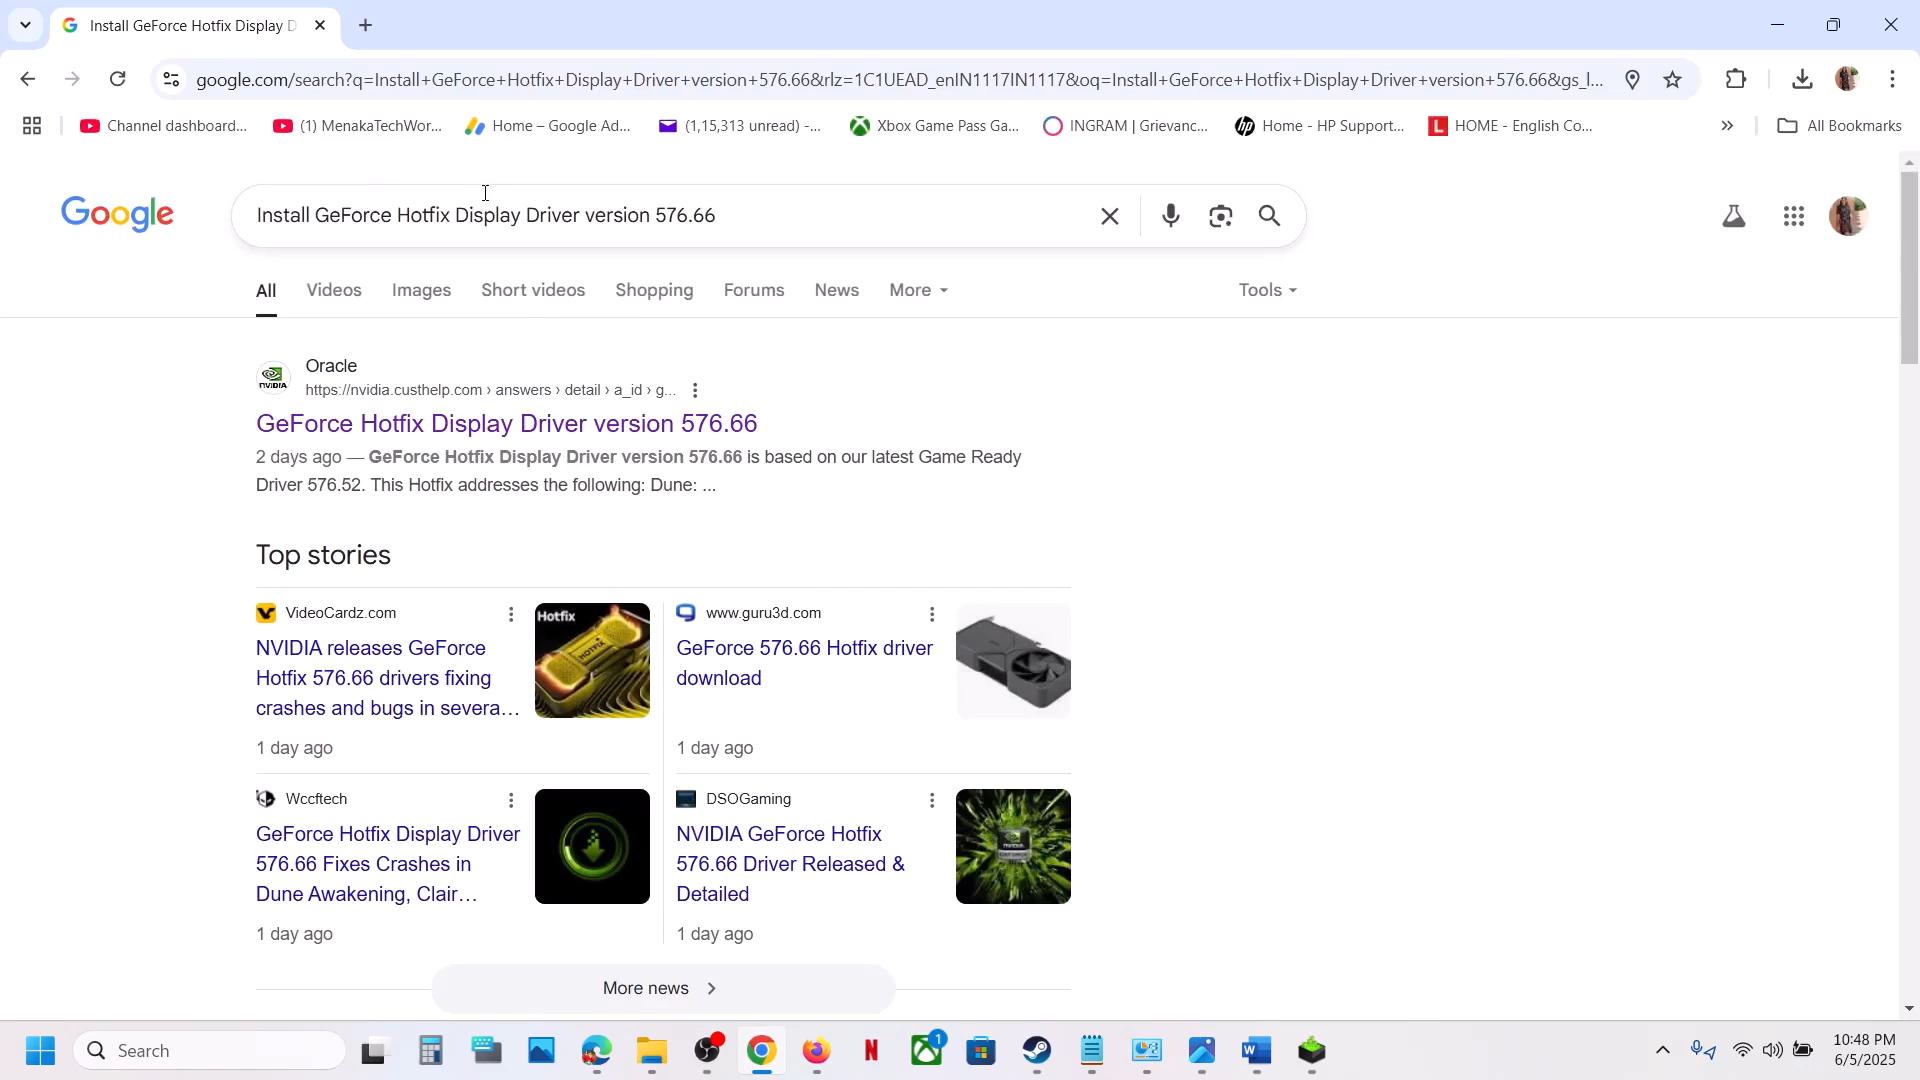 Install GeForce Hotfix Display D
google.com/search?q=Install+GeForce+Hotfix+Display+Driver+version+576.66&rlz=1C1UEAD_enIN1117IN1117&oq=Install+GeForce+Hotfix+Display+Driver+version+576.66&gs_l...
Channel dashboard... (1) MenakaTechWor... Home – Google Ad... (1,15,313 unread) -... Xbox Game Pass Ga... INGRAM | Grievanc... Home - HP Support... HOME - English Co... All Bookmarks
Google Install GeForce Hotfix Display Driver version 576.66
All Videos Images Short videos Shopping Forums News More Tools
Oracle
https://nvidia.custhelp.com › answers › detail › a_id › g...
GeForce Hotfix Display Driver version 576.66
2 days ago — GeForce Hotfix Display Driver version 576.66 is based on our latest Game Ready
Driver 576.52. This Hotfix addresses the following: Dune: ...
Top stories
VideoCardz.com
NVIDIA releases GeForce
Hotfix 576.66 drivers fixing
crashes and bugs in severa...
1 day ago
Hotfix
www.guru3d.com
GeForce 576.66 Hotfix driver
download
1 day ago
Wccftech
GeForce Hotfix Display Driver
576.66 Fixes Crashes in
Dune Awakening, Clair...
1 day ago
DSOGaming
NVIDIA GeForce Hotfix
576.66 Driver Released &
Detailed
1 day ago
More news
Search
1
10:48 PM
6/5/2025